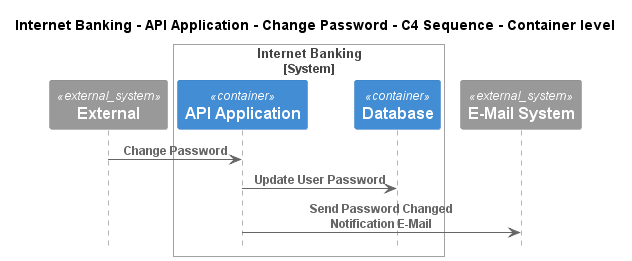 Internet Banking - API Application - Change Password - C4 Sequence - Container level
Internet Banking
[System]
«external_system»
External
«container»
API Application
«container»
Database
«external_system»
E-Mail System
Change Password
Update User Password
Send Password Changed
Notification E-Mail